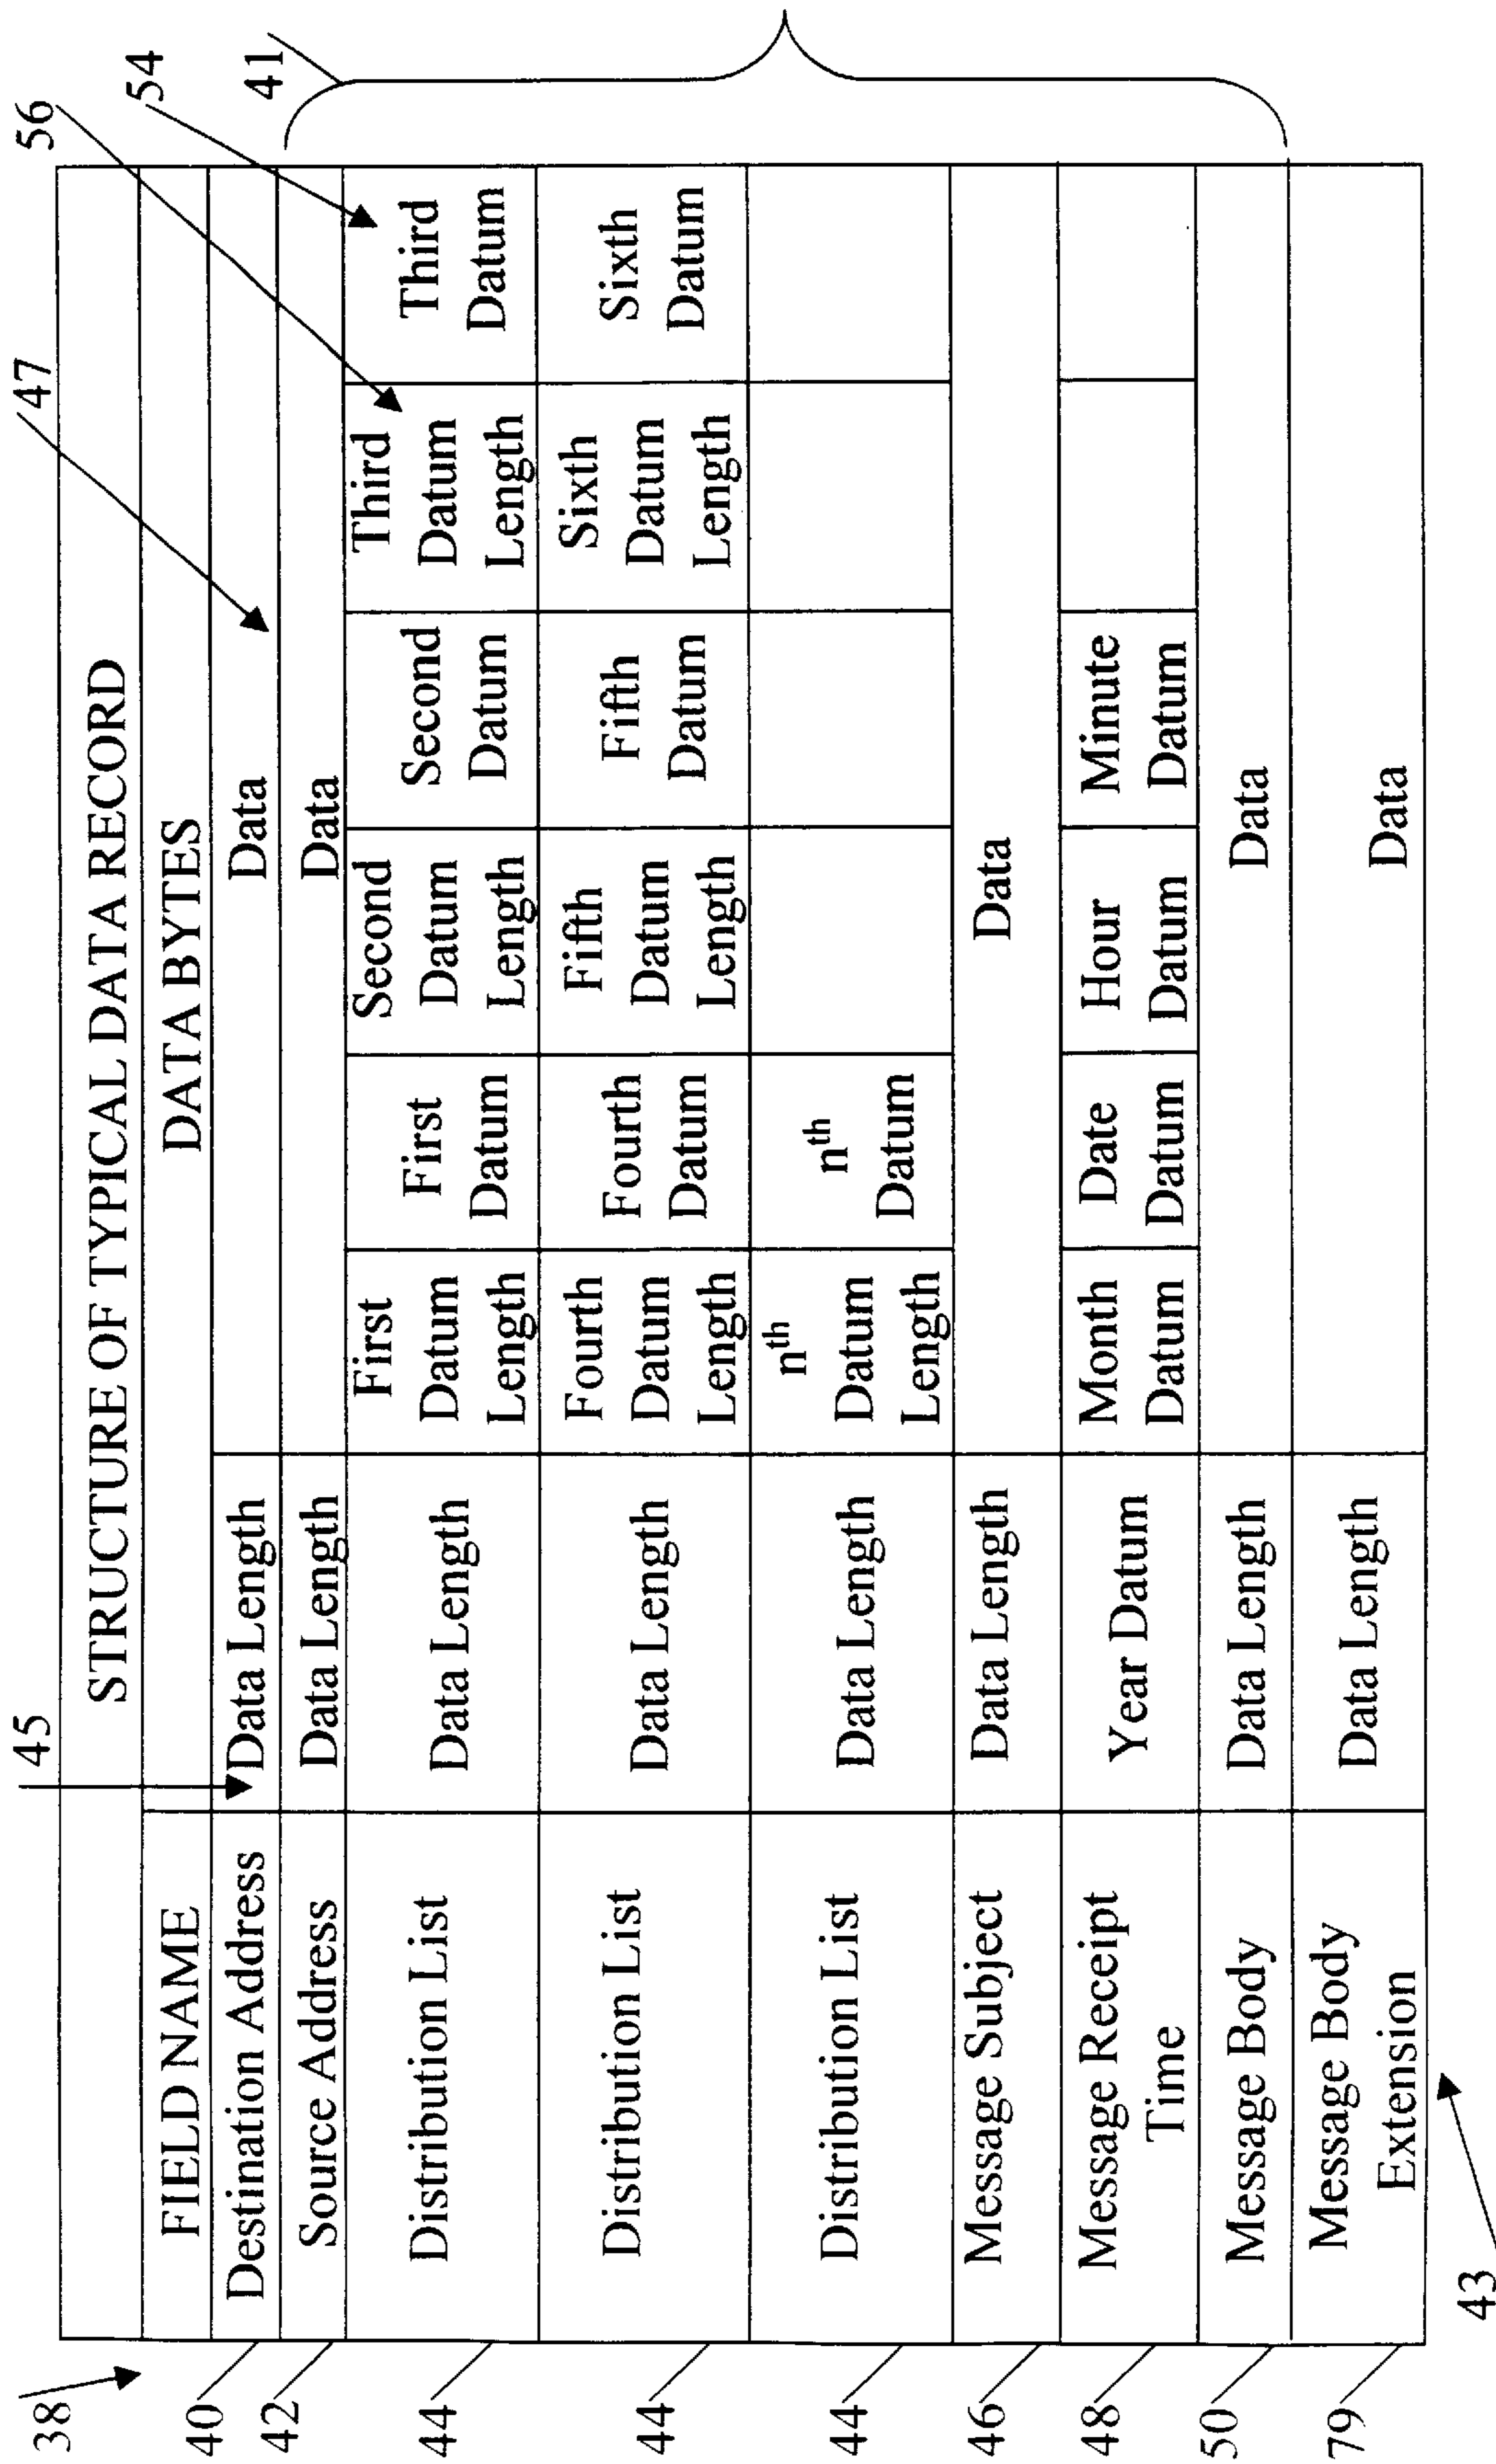 47
56
54
41
45
38
STRUCTURE OF TYPICAL DATA RECORD
FIELD NAME
DATA BYTES
40
Destination Address
Data Length
Data
42
Source Address
Data Length
Data
44
Distribution List
Data Length
First
Datum
Length
First
Datum
Second
Datum
Length
Second
Datum
Third
Datum
Length
Third
Datum
44
Distribution List
Data Length
Fourth
Datum
Length
Fourth
Datum
Fifth
Datum
Length
Fifth
Datum
Sixth
Datum
Length
Sixth
Datum
44
Distribution List
Data Length
nth
Datum
Length
nth
Datum
46
Message Subject
Data Length
Data
48
Message Receipt
Time
Year Datum
Month
Datum
Date
Datum
Hour
Datum
Minute
Datum
50
Message Body
Data Length
Data
79
Message Body
Extension
Data Length
Data
43